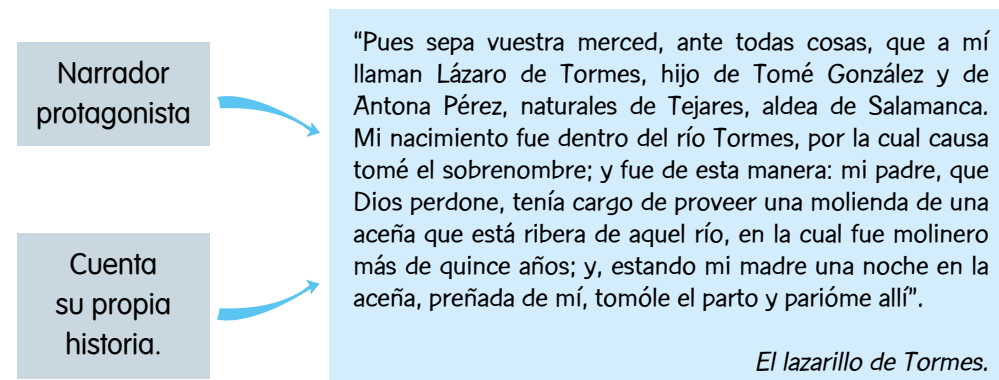 Narrador
protagonista
Cuenta
su propia
historia.
“Pues sepa vuestra merced, ante todas cosas, que a mí
llaman Lázaro de Tormes, hijo de Tomé González y de
Antona Pérez, naturales de Tejares, aldea de Salamanca.
Mi nacimiento fue dentro del río Tormes, por la cual causa
tomé el sobrenombre; y fue de esta manera: mi padre, que
Dios perdone, tenía cargo de proveer una molienda de una
aceña que está ribera de aquel río, en la cual fue molinero
más de quince años; y, estando mi madre una noche en la
aceña, preñada de mí, tomóle el parto y parióme allí”.
El lazarillo de Tormes.